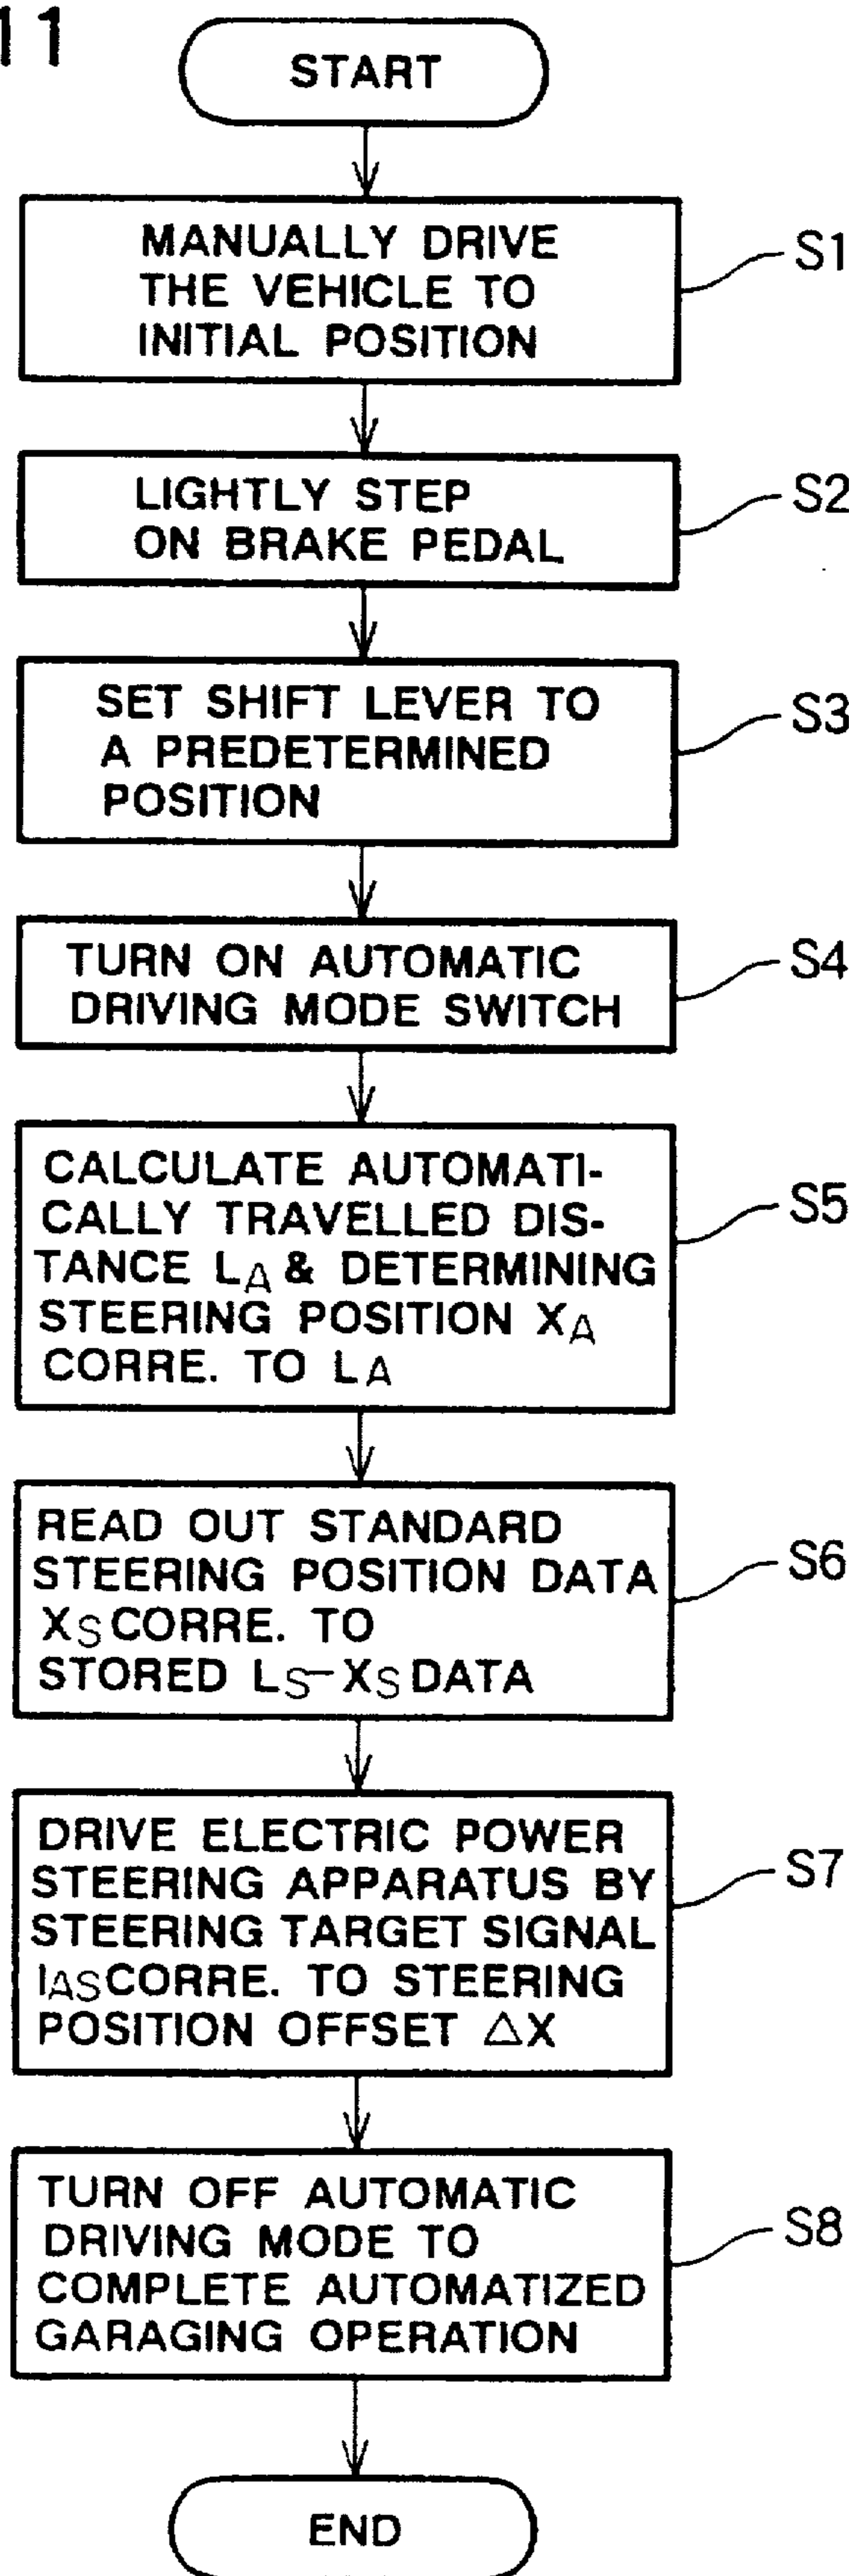 11
START
MANUALLY DRIVE
THE VEHICLE TO
INITIAL POSITION
S1
LIGHTLY STEP
ON BRAKE PEDAL
S2
SET SHIFT LEVER TO
A PREDETERMINED
POSITION
S3
TURN ON AUTOMATIC
DRIVING MODE SWITCH
S4
CALCULATE AUTOMATI-
CALLY TRAVELLED DIS-
TANCE LA & DETERMINING
STEERING POSITION XA
CORRE. TO LA
S5
READ OUT STANDARD
STEERING POSITION DATA
XS CORRE. TO
STORED LS-XS DATA
S6
DRIVE ELECTRIC POWER
STEERING APPARATUS BY
STEERING TARGET SIGNAL
IAS CORRE. TO STEERING
POSITION OFFSET △X
S7
TURN OFF AUTOMATIC
DRIVING MODE TO
COMPLETE AUTOMATIZED
GARAGING OPERATION
S8
END